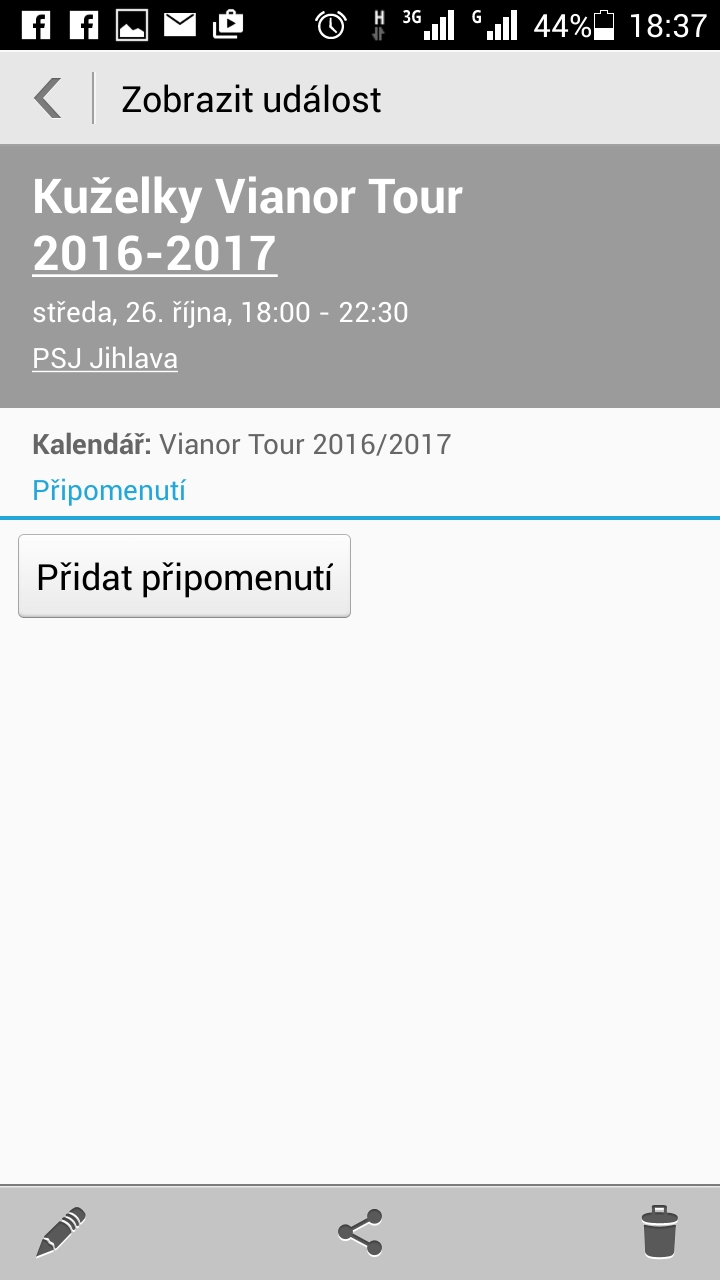 H 3G G 44% 18:37
Zobrazit událost
Kuželky Vianor Tour
2016-2017
středa, 26. října, 18:00 - 22:30
PSJ Jihlava
Kalendář: Vianor Tour 2016/2017
Připomenutí
Přidat připomenutí